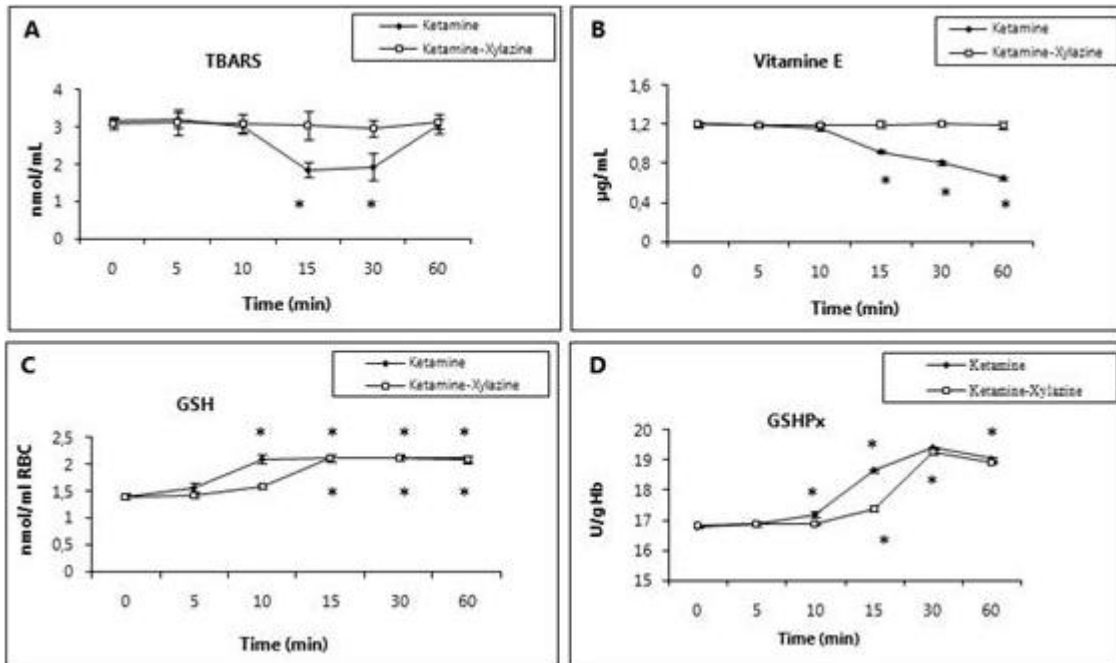 A
Ketamine
Ketamine-Xylazine
TBARS
nmol/mL
4
3
2
1
0
0 5 10 15 30 60
* *
Time (min)
B
Ketamine
Ketamine-Xylazine
Vitamine E
µg/mL
1,6
1,2
0,8
0,4
0
0 5 10 15 30 60
* * *
Time (min)
C
Ketamine
Ketamine-Xylazine
GSH
nmol/ml RBC
2,5
2
1,5
1
0,5
0
* * * *
* * *
0 5 10 15 30 60
Time (min)
D
Ketamine
Ketamine-Xylazine
GSHPx
U/gHb
20
19
18
17
16
15
* * *
* *
0 5 10 15 30 60
Time (min)